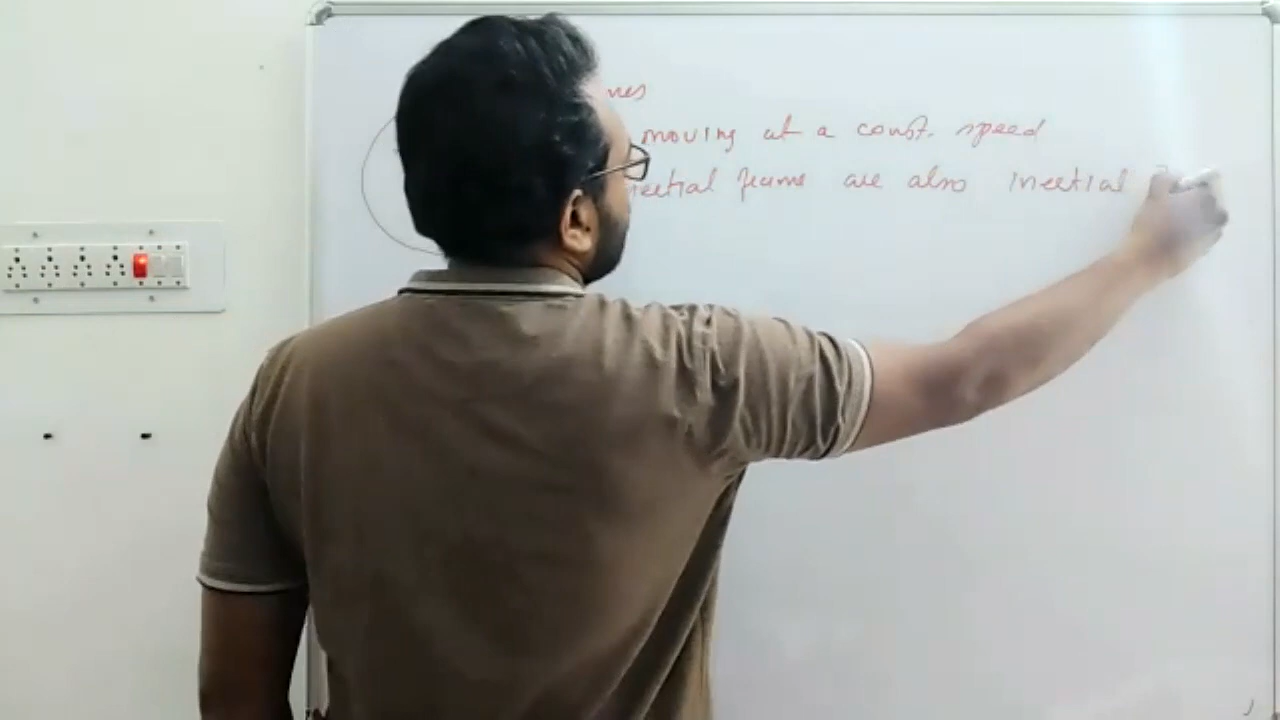 mes
moving at a const. speed
inertial frame are also inertial